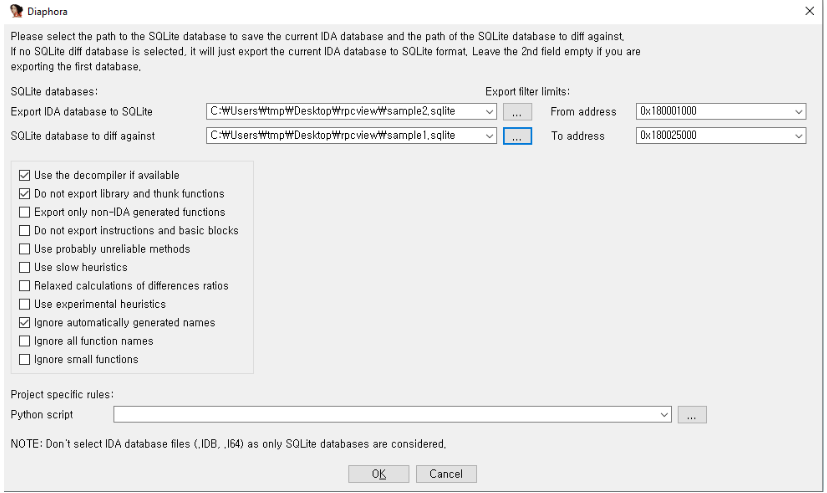 Diaphora
Please select the path to the SQLite database to save the current IDA database and the path of the SQLite database to diff against.
If no SQLite diff database is selected, it will just export the current IDA database to SQLite format. Leave the 2nd field empty if you are
exporting the first database.
SQLite databases:
Export filter limits:
Export IDA database to SQLite
C:₩Users₩tmp₩Desktop₩rpcview₩sample2.sqlite
...
From address
0x180001000
SQLite database to diff against
C:₩Users₩tmp₩Desktop₩rpcview₩sample1.sqlite
...
To address
0x180025000
Use the decompiler if available
Do not export library and thunk functions
Export only non-IDA generated functions
Do not export instructions and basic blocks
Use probably unreliable methods
Use slow heuristics
Relaxed calculations of differences ratios
Use experimental heuristics
Ignore automatically generated names
Ignore all function names
Ignore small functions
Project specific rules:
Python script
...
NOTE: Don't select IDA database files (.IDB, .I64) as only SQLite databases are considered.
OK
Cancel